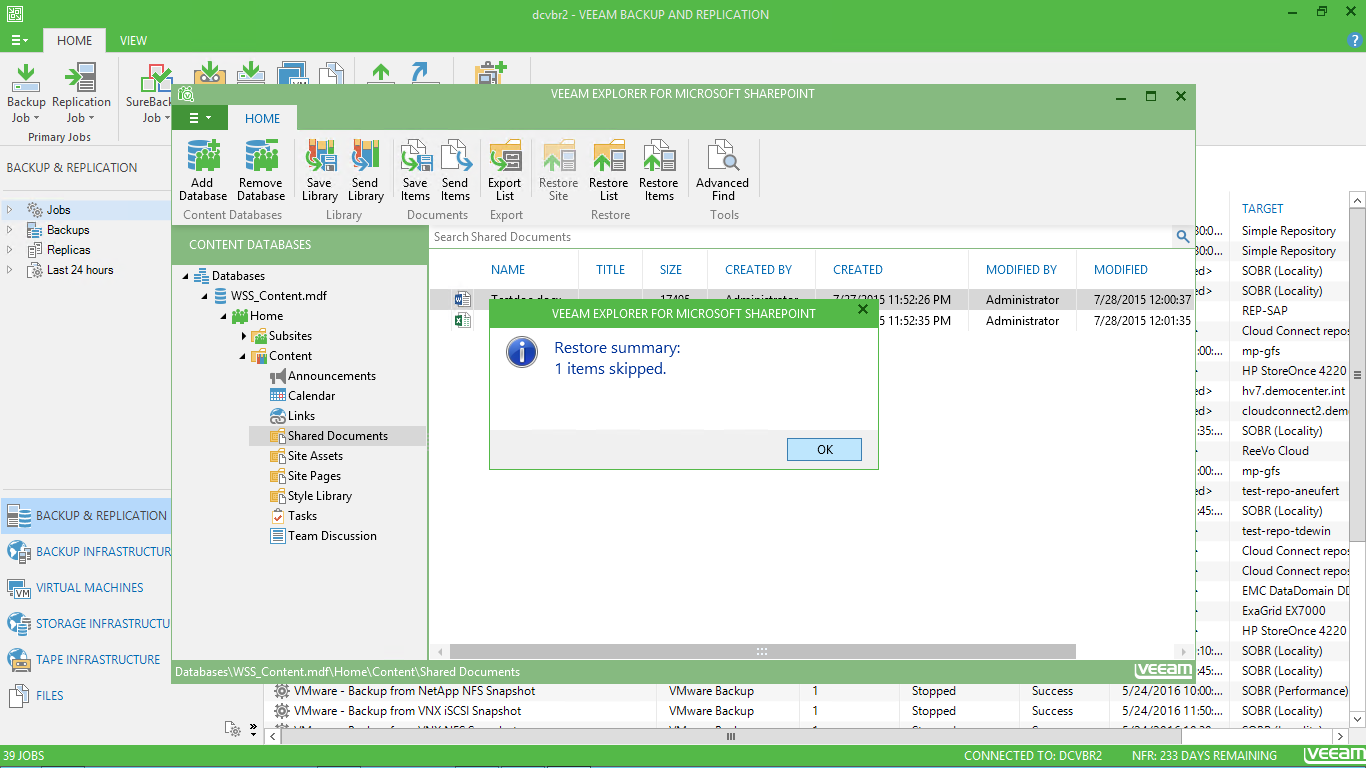 dcvbr2 - VEEAM BACKUP AND REPLICATION
HOME VIEW
Backup Job
Replication Job
Primary Jobs
VEEAM EXPLORER FOR MICROSOFT SHAREPOINT
HOME
Add Database
Remove Database
Content Databases
Save Library
Send Library
Library
Save Items
Send Items
Documents
Export List
Export
Restore Site
Restore List
Restore Items
Restore
Advanced Find
Tools
BACKUP & REPLICATION
Jobs
Backups
Replicas
Last 24 hours
CONTENT DATABASES
Databases
WSS_Content.mdf
Home
Subsites
Content
Announcements
Calendar
Links
Shared Documents
Site Assets
Site Pages
Style Library
Tasks
Team Discussion
Search Shared Documents
NAME TITLE SIZE CREATED BY CREATED MODIFIED BY MODIFIED
7/27/2015 11:52:26 PM Administrator 7/28/2015 12:00:37
5 11:52:35 PM Administrator 7/28/2015 12:01:35
VEEAM EXPLORER FOR MICROSOFT SHAREPOINT
Restore summary:
1 items skipped.
OK
Databases\WSS_Content.mdf\Home\Content\Shared Documents
veeam
TARGET
Simple Repository
Simple Repository
SOBR (Locality)
SOBR (Locality)
REP-SAP
Cloud Connect repos
mp-gfs
HP StoreOnce 4220
hv7.democenter.int
cloudconnect2.dem
SOBR (Locality)
ReeVo Cloud
mp-gfs
test-repo-aneufert
SOBR (Locality)
test-repo-tdewin
Cloud Connect repos
Cloud Connect repos
EMC DataDomain DD
ExaGrid EX7000
HP StoreOnce 4220
SOBR (Locality)
SOBR (Locality)
BACKUP & REPLICATION
BACKUP INFRASTRUCTUR
VIRTUAL MACHINES
STORAGE INFRASTRUCTU
TAPE INFRASTRUCTURE
FILES
VMware - Backup from NetApp NFS Snapshot VMware Backup 1 Stopped Success 5/24/2016 10:00:... SOBR (Performance)
VMware - Backup from VNX iSCSI Snapshot VMware Backup 1 Stopped Success 5/24/2016 11:50:... SOBR (Locality)
39 JOBS
CONNECTED TO: DCVBR2
NFR: 233 DAYS REMAINING
veeam